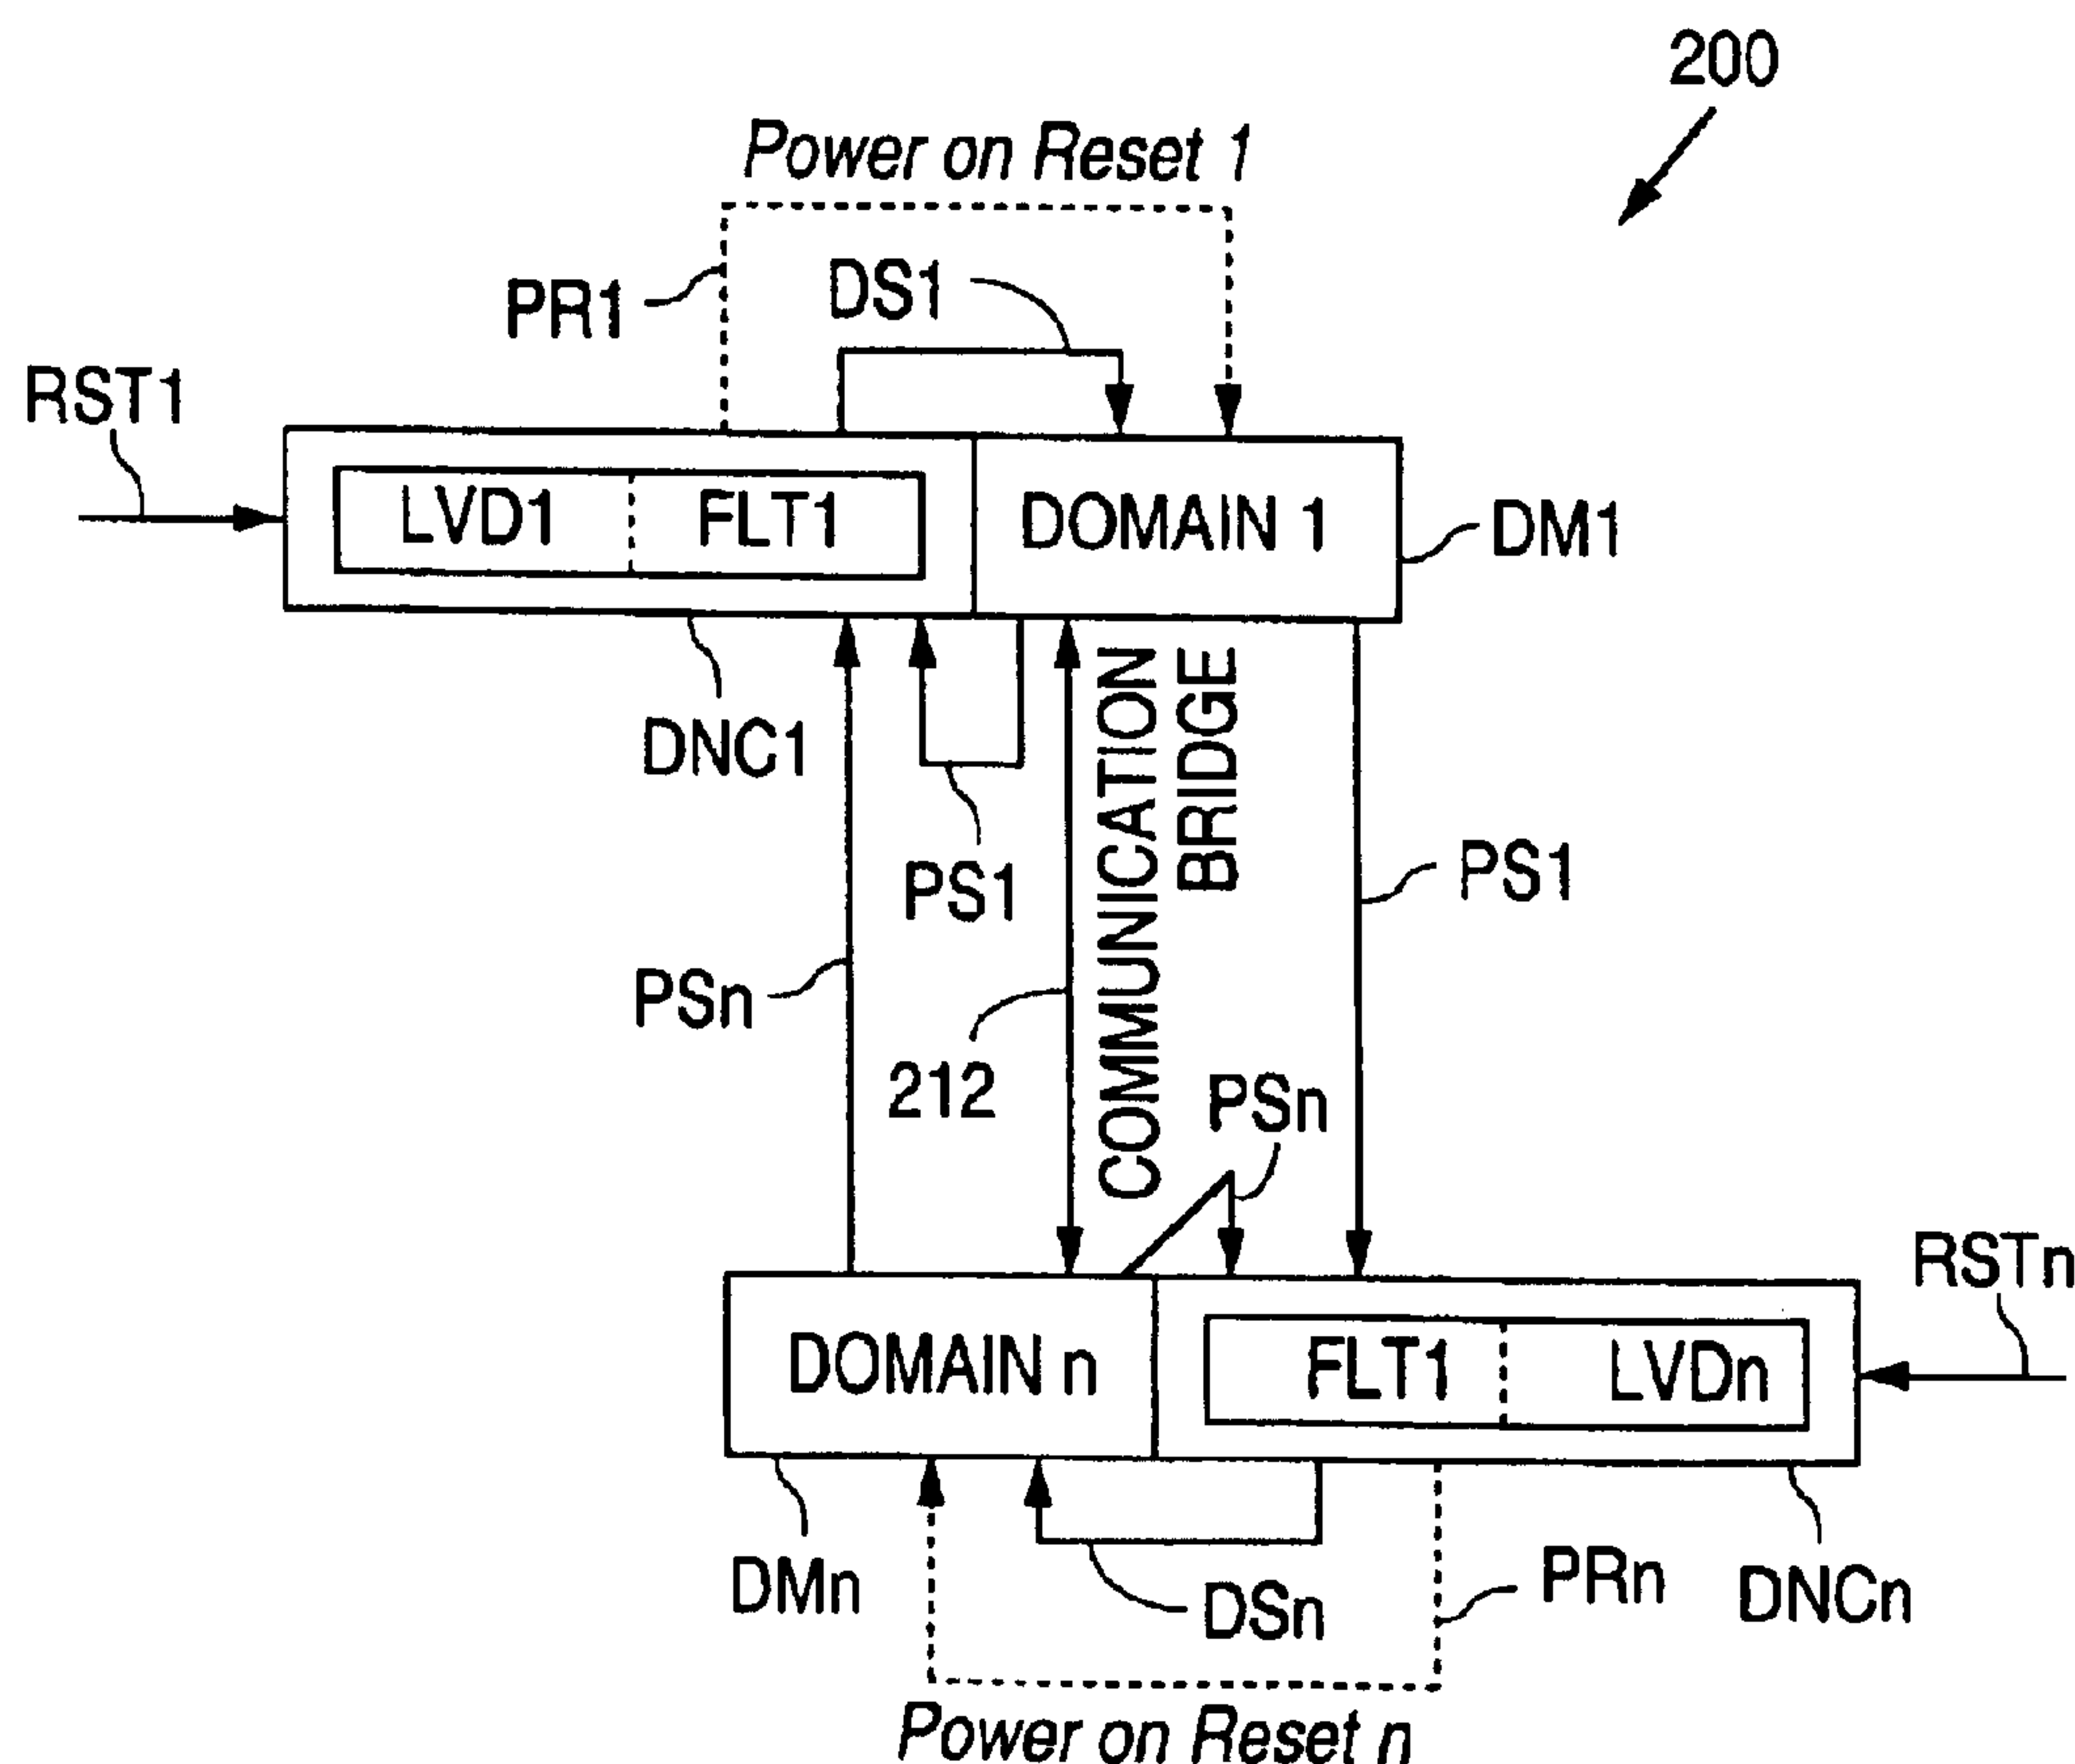 200
Power on Reset 1
PR1
DS1
RST1
LVD1
FLT1
DOMAIN 1
DM1
DNC1
PS1
COMMUNICATION
BRIDGE
PS1
PSn
212
PSn
RSTn
DOMAIN n
FLT1
LVDn
DMn
DSn
PRn
DNCn
Power on Reset n